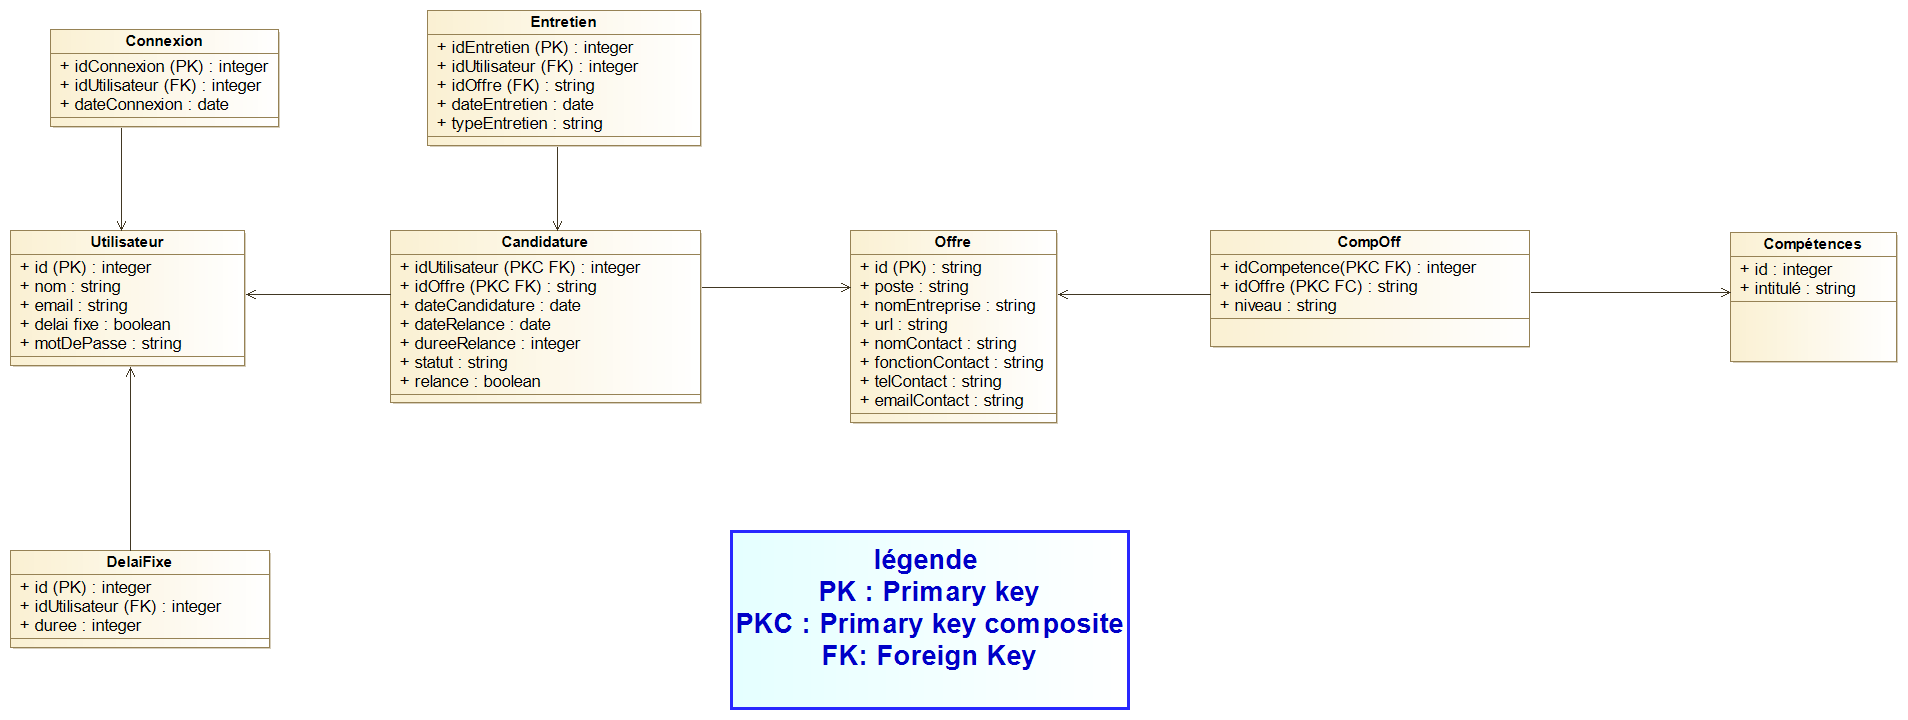 Connexion
+ idConnexion (PK) : integer
+ idUtilisateur (FK) : integer
+ dateConnexion : date
Entretien
+ idEntretien (PK) : integer
+ idUtilisateur (FK) : integer
+ idOffre (FK) : string
+ dateEntretien : date
+ typeEntretien : string
Utilisateur
+ id (PK) : integer
+ nom : string
+ email : string
+ delai fixe : boolean
+ motDePasse : string
Candidature
+ idUtilisateur (PKC FK) : integer
+ idOffre (PKC FK) : string
+ dateCandidature : date
+ dateRelance : date
+ dureeRelance : integer
+ statut : string
+ relance : boolean
Offre
+ id (PK) : string
+ poste : string
+ nomEntreprise : string
+ url : string
+ nomContact : string
+ fonctionContact : string
+ telContact : string
+ emailContact : string
CompOff
+ idCompetence(PKC FK) : integer
+ idOffre (PKC FC) : string
+ niveau : string
Compétences
+ id : integer
+ intitulé : string
DelaiFixe
+ id (PK) : integer
+ idUtilisateur (FK) : integer
+ duree : integer
légende
PK : Primary key
PKC : Primary key composite
FK: Foreign Key